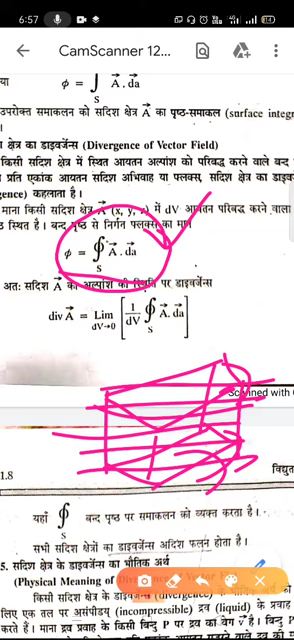 6:57
CamScanner 12...
या
ϕ = ∫ A⃗ . d⃗a
S
उपरोक्त समाकलन को सदिश क्षेत्र A⃗ का पृष्ठ-समाकल (surface integr
।
श क्षेत्र का डाइवर्जेन्स (Divergence of Vector Field)
किसी सदिश क्षेत्र में स्थित आयतन अल्पांश को परिबद्ध करने वाले बन्द
प्रति एकांक आयतन सदिश अभिवाह या फ्लक्स, सदिश क्षेत्र का डाइव
gence) कहलाता है।
माना किसी सदिश क्षेत्र A⃗ (x, y, z) में dV आयतन परिबद्ध करने वाला
स्थित है। बन्द पृष्ठ से निर्गत फ्लक्स का मान
ϕ = ∮ A⃗ . d⃗a
S
अतः सदिश A⃗ का अल्पांश की स्थिति पर डाइवर्जेन्स
div A⃗ = Lim dV→0 [ 1/dV ∮ A⃗ . d⃗a ]
S
Scanned with
1.8
विद्युत
यहाँ ∮ बन्द पृष्ठ पर समाकलन को व्यक्त करता है।
S
सभी सदिश क्षेत्रों का डाइवर्जेन्स अदिश फलन होता है।
5. सदिश क्षेत्र के डाइवर्जेन्स का भौतिक अर्थ
(Physical Meaning of
किसी सदिश क्षेत्र के डाइवर्जेन्स
लिए एक तल पर असंपीड्य (incompressible) द्रव (liquid) के प्रवाह
करते हैं। माना द्रव प्रवाह के किसी बिन्दु P पर द्रव का वेग v⃗ है। बिन्दु